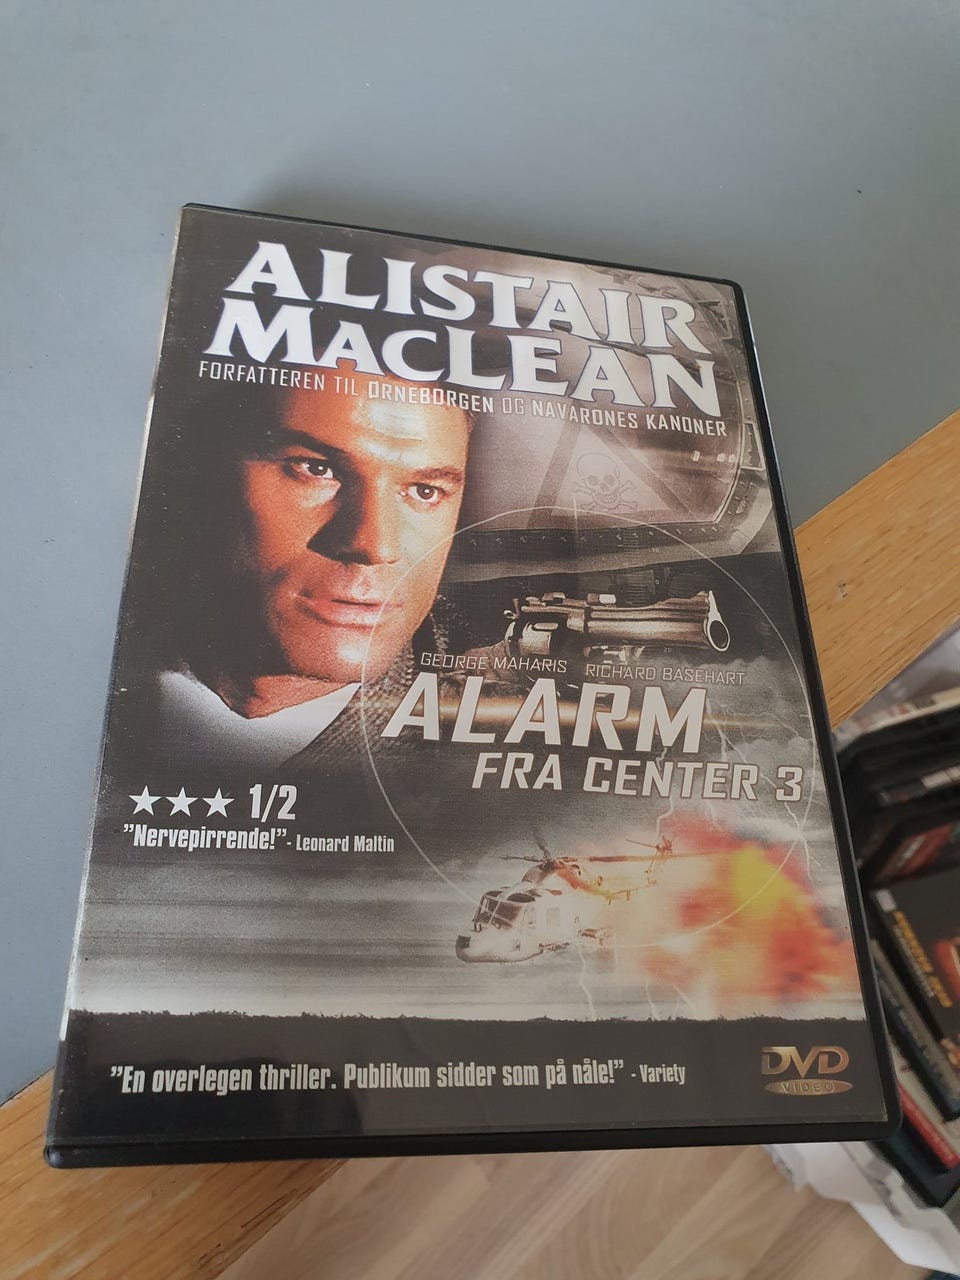 ALISTAIR
MACLEAN
FORFATTEREN TIL ØRNEBORGEN OG NAVARONES KANONER
GEORGE MAHARIS RICHARD BASEHART
ALARM
FRA CENTER 3
★★★ 1/2
”Nervepirrende!” - Leonard Maltin
”En overlegen thriller. Publikum sidder som på nåle!” - Variety
DVD
VIDEO